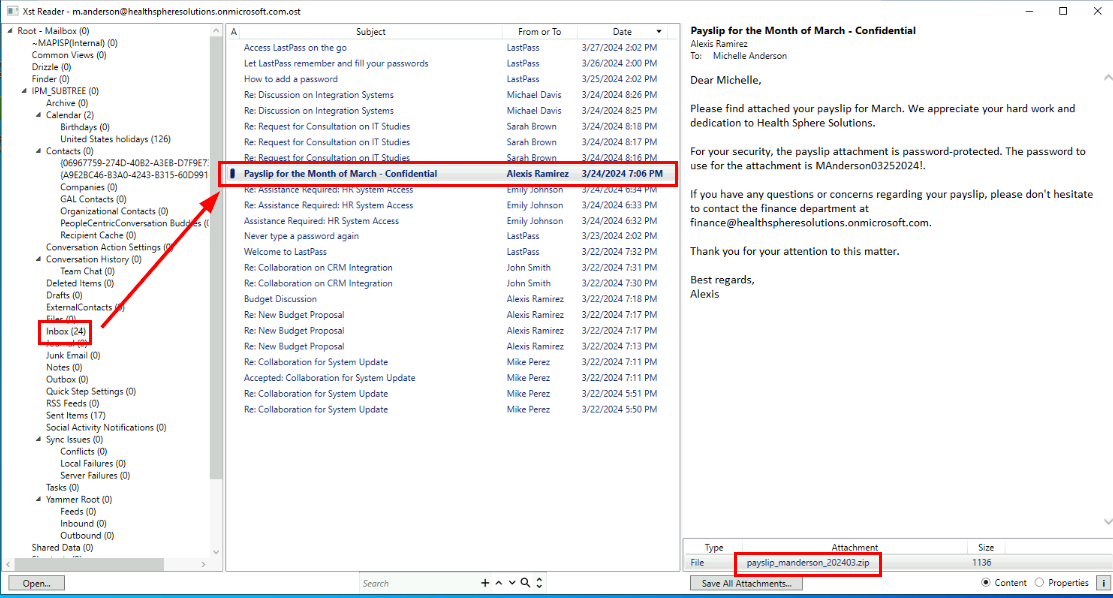 Xst Reader - m.anderson@healthspheresolutions.onmicrosoft.com.ost
Root - Mailbox (0)
~MAPISP(Internal) (0)
Common Views (0)
Drizzle (0)
Finder (0)
IPM_SUBTREE (0)
Archive (0)
Calendar (2)
Birthdays (0)
United States holidays (126)
Contacts (0)
{06967759-274D-40B2-A3EB-D7F9E73
{A9E2BC46-B3A0-4243-B315-60D991
Companies (0)
GAL Contacts (0)
Organizational Contacts (0)
PeopleCentricConversation Buddies (0
Recipient Cache (0)
Conversation Action Settings (0)
Conversation History (0)
Team Chat (0)
Deleted Items (0)
Drafts (0)
ExternalContacts (0)
Files (0)
Inbox (24)
Journal (0)
Junk Email (0)
Notes (0)
Outbox (0)
Quick Step Settings (0)
RSS Feeds (0)
Sent Items (17)
Social Activity Notifications (0)
Sync Issues (0)
Conflicts (0)
Local Failures (0)
Server Failures (0)
Tasks (0)
Yammer Root (0)
Feeds (0)
Inbound (0)
Outbound (0)
Shared Data (0)
Open...
A Subject From or To Date
Access LastPass on the go LastPass 3/27/2024 2:02 PM
Let LastPass remember and fill your passwords LastPass 3/26/2024 2:00 PM
How to add a password LastPass 3/25/2024 2:02 PM
Re: Discussion on Integration Systems Michael Davis 3/24/2024 8:26 PM
Re: Discussion on Integration Systems Michael Davis 3/24/2024 8:25 PM
Re: Request for Consultation on IT Studies Sarah Brown 3/24/2024 8:18 PM
Re: Request for Consultation on IT Studies Sarah Brown 3/24/2024 8:17 PM
Re: Request for Consultation on IT Studies Sarah Brown 3/24/2024 8:16 PM
Payslip for the Month of March - Confidential Alexis Ramirez 3/24/2024 7:06 PM
Re: Assistance Required: HR System Access Emily Johnson 3/24/2024 6:34 PM
Re: Assistance Required: HR System Access Emily Johnson 3/24/2024 6:33 PM
Assistance Required: HR System Access Emily Johnson 3/24/2024 6:32 PM
Never type a password again LastPass 3/23/2024 2:02 PM
Welcome to LastPass LastPass 3/22/2024 7:32 PM
Re: Collaboration on CRM Integration John Smith 3/22/2024 7:31 PM
Re: Collaboration on CRM Integration John Smith 3/22/2024 7:30 PM
Budget Discussion Alexis Ramirez 3/22/2024 7:18 PM
Re: New Budget Proposal Alexis Ramirez 3/22/2024 7:17 PM
Re: New Budget Proposal Alexis Ramirez 3/22/2024 7:17 PM
Re: New Budget Proposal Alexis Ramirez 3/22/2024 7:13 PM
Re: Collaboration for System Update Mike Perez 3/22/2024 7:11 PM
Accepted: Collaboration for System Update Mike Perez 3/22/2024 7:11 PM
Re: Collaboration for System Update Mike Perez 3/22/2024 5:51 PM
Re: Collaboration for System Update Mike Perez 3/22/2024 5:50 PM
Search
Payslip for the Month of March - Confidential
Alexis Ramirez
To: Michelle Anderson
Dear Michelle,
Please find attached your payslip for March. We appreciate your hard work and
dedication to Health Sphere Solutions.
For your security, the payslip attachment is password-protected. The password to
use for the attachment is MAnderson03252024!.
If you have any questions or concerns regarding your payslip, please don't hesitate
to contact the finance department at
finance@healthspheresolutions.onmicrosoft.com.
Thank you for your attention to this matter.
Best regards,
Alexis
Type Attachment Size
File payslip_manderson_202403.zip 1136
Save All Attachments... Content Properties i